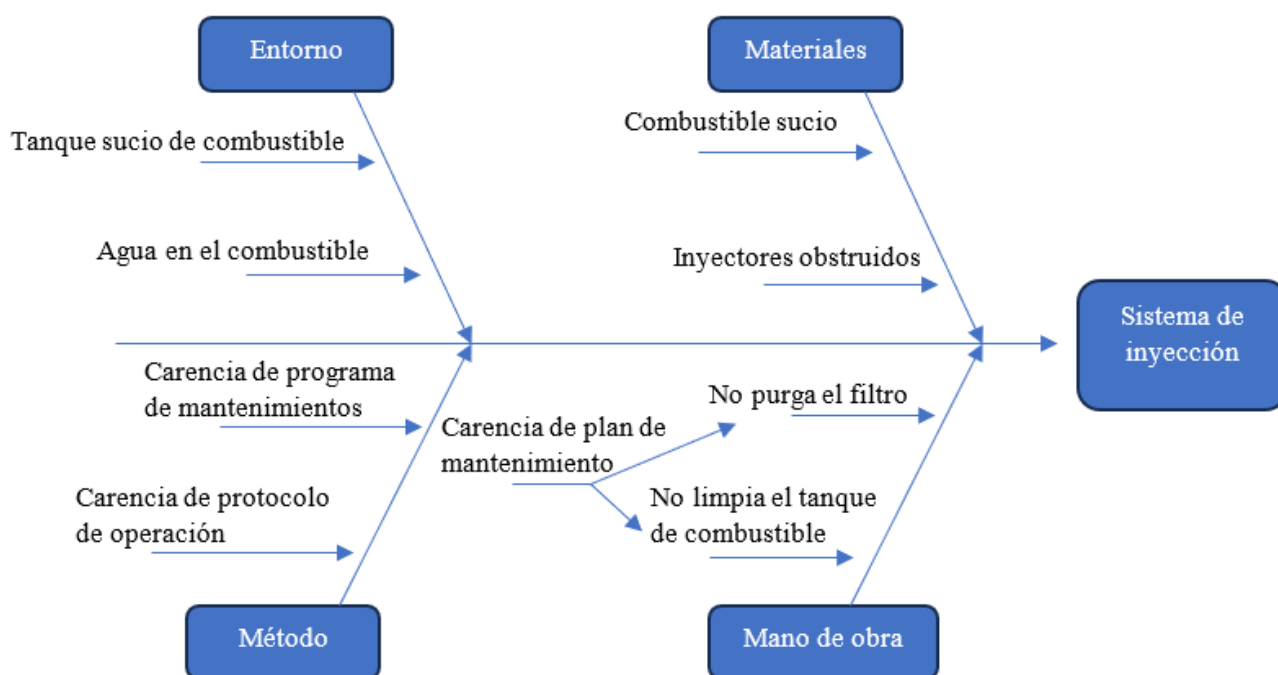 Entorno
Materiales
Tanque sucio de combustible
Combustible sucio
Agua en el combustible
Inyectores obstruidos
Sistema de
inyección
Carencia de programa
de mantenimientos
No purga el filtro
Carencia de plan de
mantenimiento
Carencia de protocolo
de operación
No limpia el tanque
de combustible
Método
Mano de obra